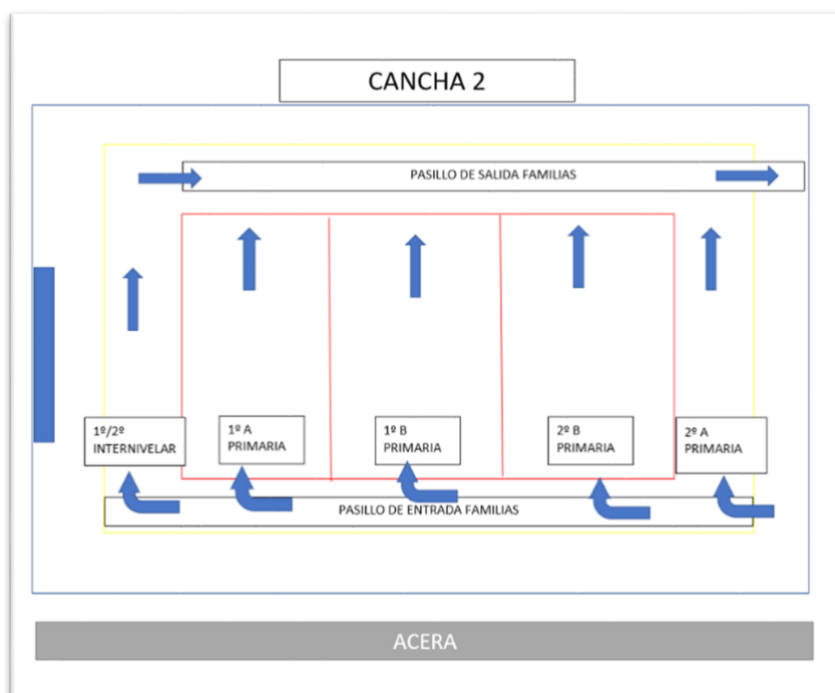 CANCHA 2
PASILLO DE SALIDA FAMILIAS
1º/2º
INTERNIVELAR
1º A
PRIMARIA
1º B
PRIMARIA
2º B
PRIMARIA
2º A
PRIMARIA
PASILLO DE ENTRADA FAMILIAS
ACERA